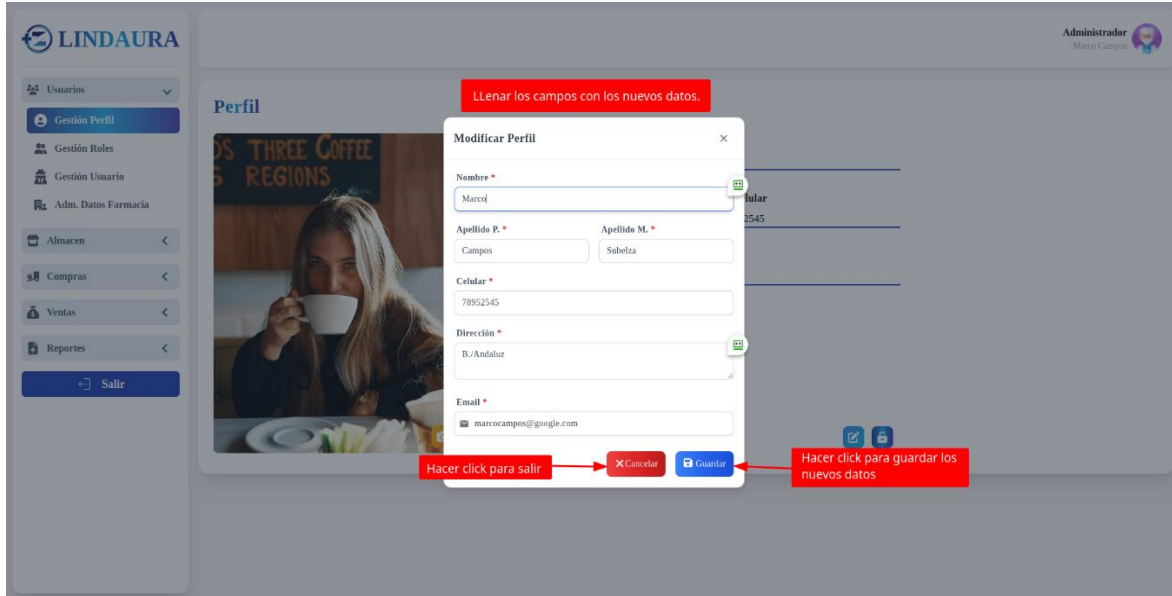 LINDAURA
Administrador
Marco Campos
Usuarios
Gestión Perfil
Gestión Roles
Gestión Usuario
Adm. Datos Farmacia
Almacen
Compras
Ventas
Reportes
Salir
Perfil
THREE COFFEE
REGIONS
LLenar los campos con los nuevos datos.
Modificar Perfil
Nombre *
Marco
Apellido P. * Apellido M. *
Campos Subelza
Celular *
78952545
Dirección *
B./Andaluz
Email *
marcocampos@google.com
Cancelar Guardar
Hacer click para salir
Hacer click para guardar los
nuevos datos
lular
2545